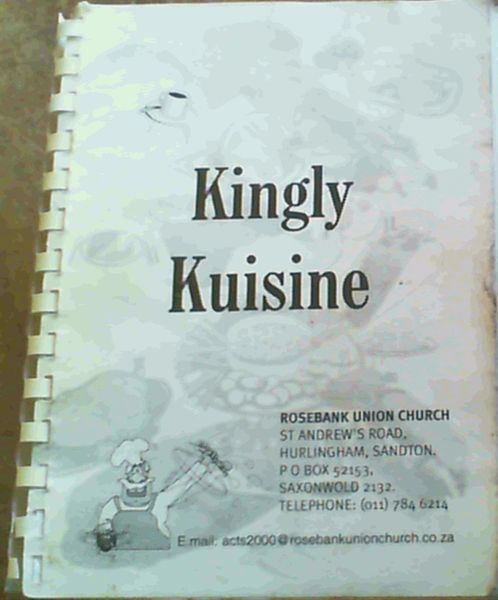 Kingly
Kuisine
ROSEBANK UNION CHURCH
ST ANDREW'S ROAD,
HURLINGHAM, SANDTON.
P O BOX 52153,
SAXONWOLD 2132.
TELEPHONE: (011) 784 6214
E mail: acts2000@rosebankunionchurch.co.za